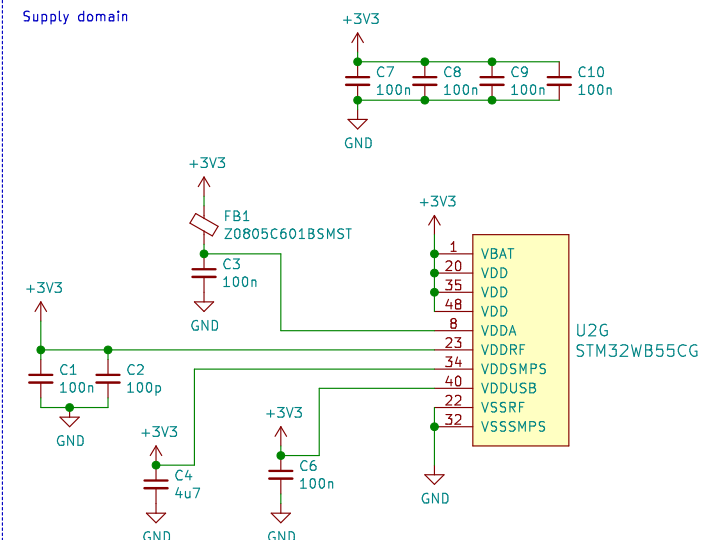 Supply domain
+3V3
C7
C8
C9
C10
100n
100n
100n
100n
GND
+3V3
FB1
Z0805C601BSMST
C3
100n
GND
+3V3
1 VBAT
20 VDD
35 VDD
48 VDD
8 VDDA
23 VDDRF
34 VDDSMPS
40 VDDUSB
22 VSSRF
32 VSSSMPS
U2G
STM32WB55CG
GND
+3V3
C1
C2
100n
100p
GND
+3V3
C4
4u7
GND
+3V3
C6
100n
GND